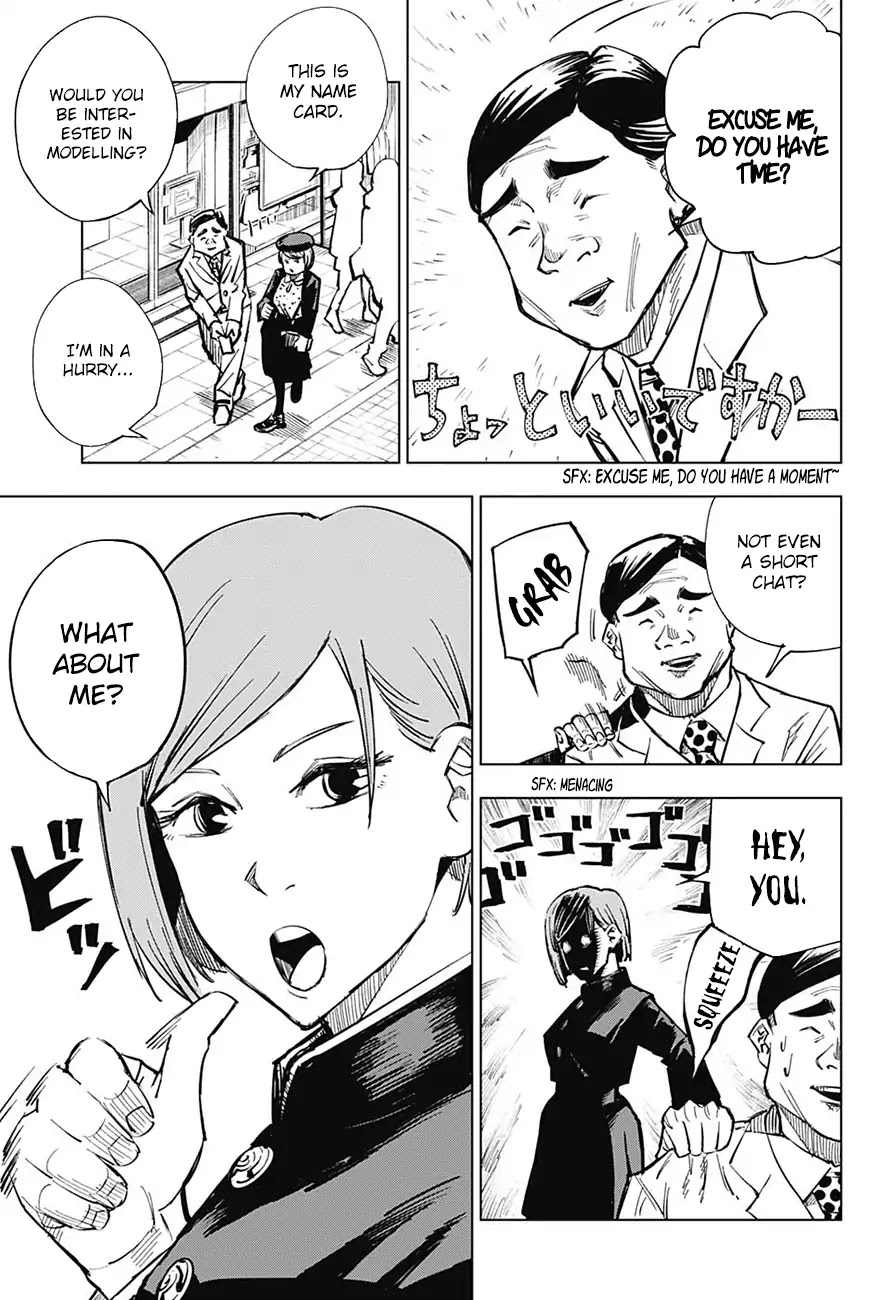 EXCUSE ME,
DO YOU HAVE
TIME?
ちょっといいですかー
SFX: EXCUSE ME, DO YOU HAVE A MOMENT~
THIS IS
MY NAME
CARD.
WOULD YOU
BE INTER-
ESTED IN
MODELLING?
I'M IN A
HURRY...
NOT EVEN
A SHORT
CHAT?
GRAB
SFX: MENACING
ゴゴゴゴゴ
HEY,
YOU.
SQUEEEZE
WHAT
ABOUT
ME?
ビッ